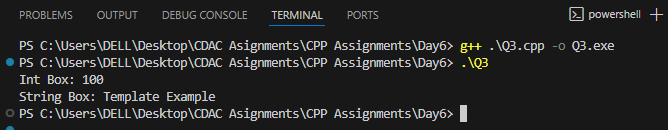 PROBLEMS OUTPUT DEBUG CONSOLE TERMINAL PORTS powershell
PS C:\Users\DELL\Desktop\CDAC Asignments\CPP Assignments\Day6> g++ .\Q3.cpp -o Q3.exe
PS C:\Users\DELL\Desktop\CDAC Asignments\CPP Assignments\Day6> .\Q3
Int Box: 100
String Box: Template Example
PS C:\Users\DELL\Desktop\CDAC Asignments\CPP Assignments\Day6>